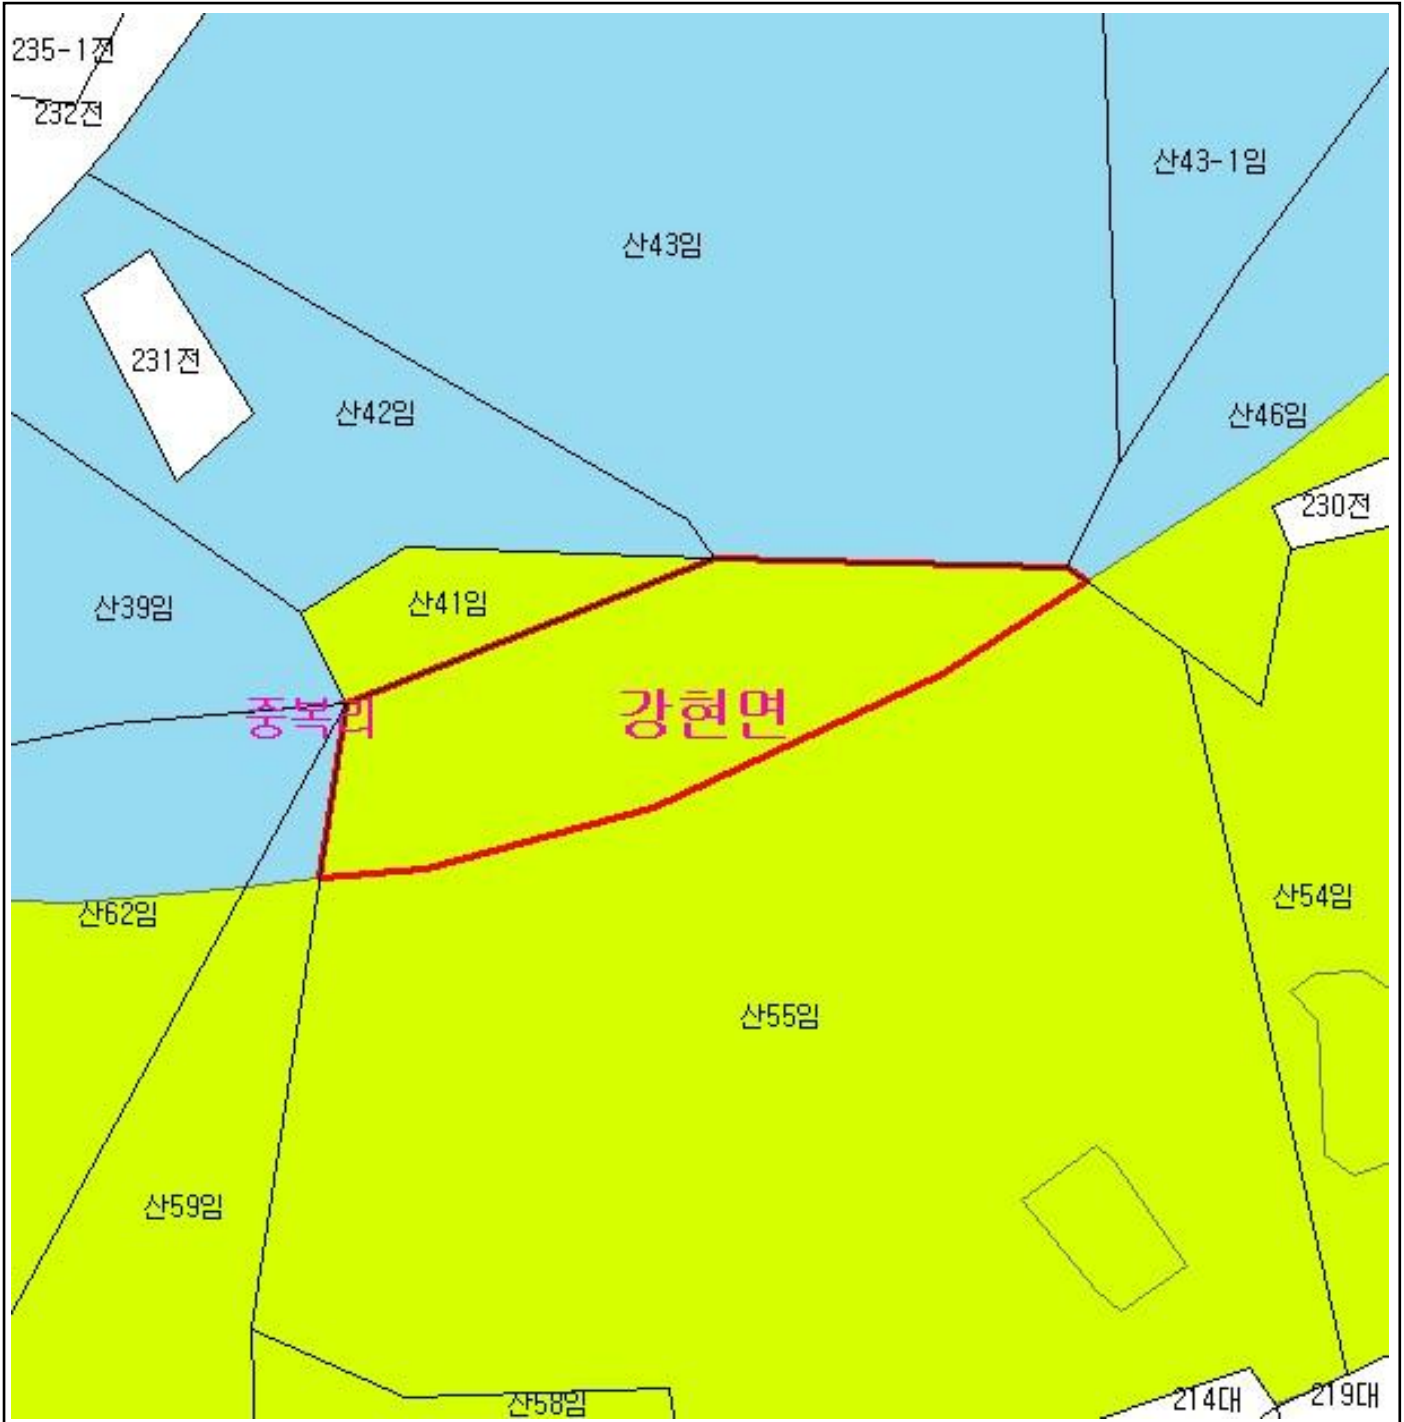 235-1전
232전
산43-1임
산43임
231전
산42임
산46임
230전
산39임
산41임
중복리
강현면
산62임
산54임
산55임
산59임
산58임
214대
219대